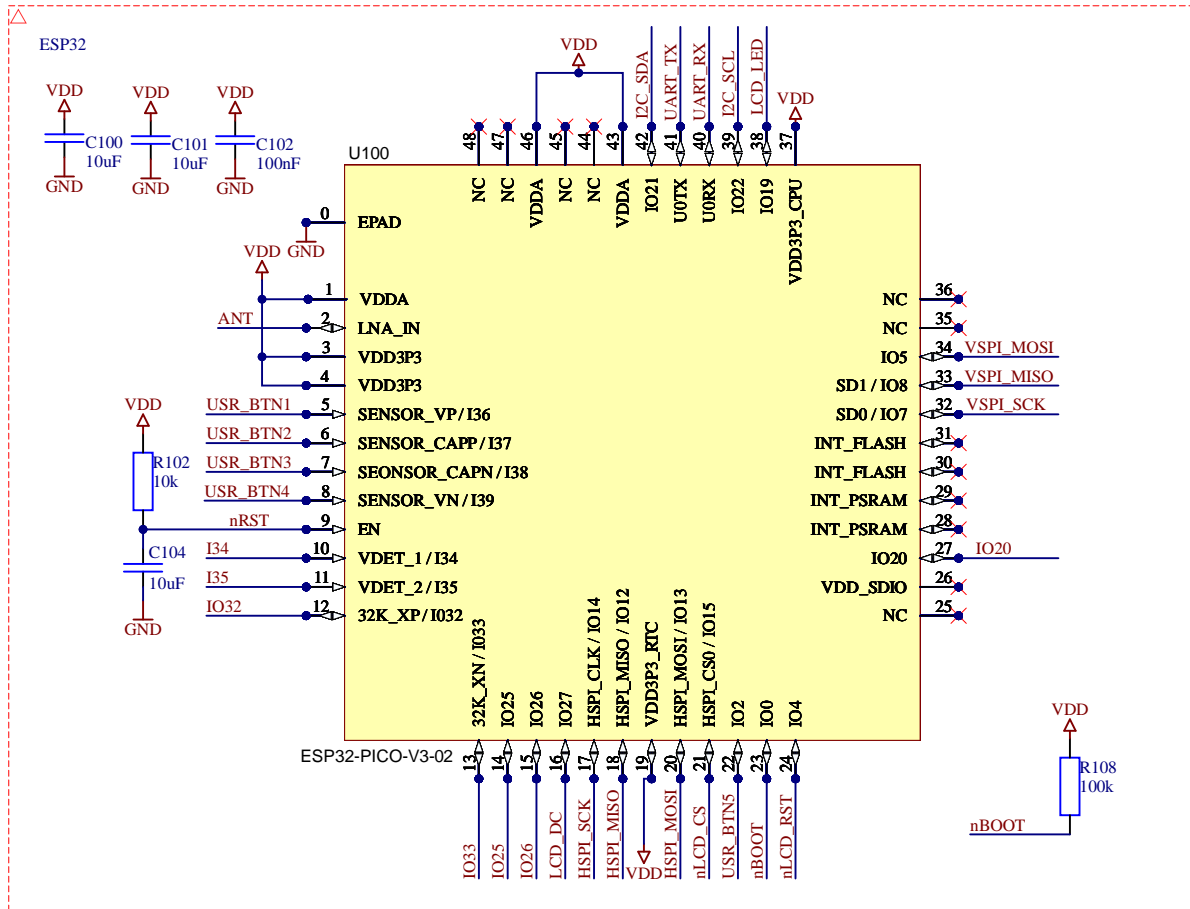 ESP32
VDD
C100
10uF
GND
VDD
C101
10uF
GND
VDD
C102
100nF
GND
VDD
I2C_SDA
UART_TX
UART_RX
I2C_SCL
LCD_LED
VDD
48
47
46
45
44
43
42
41
40
39
38
37
U100
NC
NC
VDDA
NC
NC
VDDA
IO21
U0TX
U0RX
IO22
IO19
VDD3P3_CPU
0
EPAD
GND
VDD
1
VDDA
ANT
2
LNA_IN
3
VDD3P3
4
VDD3P3
USR_BTN1
5
SENSOR_VP / I36
USR_BTN2
6
SENSOR_CAPP / I37
USR_BTN3
7
SEONSOR_CAPN / I38
USR_BTN4
8
SENSOR_VN / I39
nRST
9
EN
I34
10
VDET_1 / I34
I35
11
VDET_2 / I35
IO32
12
32K_XP / I032
VDD
R102
10k
C104
10uF
GND
NC
36
NC
35
IO5
34
VSPI_MOSI
SD1 / IO8
33
VSPI_MISO
SD0 / IO7
32
VSPI_SCK
INT_FLASH
31
INT_FLASH
30
INT_PSRAM
29
INT_PSRAM
28
IO20
27
IO20
VDD_SDIO
26
NC
25
32K_XN / I033
IO25
IO26
IO27
HSPI_CLK / IO14
HSPI_MISO / IO12
VDD3P3_RTC
HSPI_MOSI / IO13
HSPI_CS0 / IO15
IO2
IO0
IO4
ESP32-PICO-V3-02
13
14
15
16
17
18
19
20
21
22
23
24
IO33
IO25
IO26
LCD_DC
HSPI_SCK
HSPI_MISO
VDD
HSPI_MOSI
nLCD_CS
USR_BTN5
nBOOT
nLCD_RST
VDD
R108
100k
nBOOT